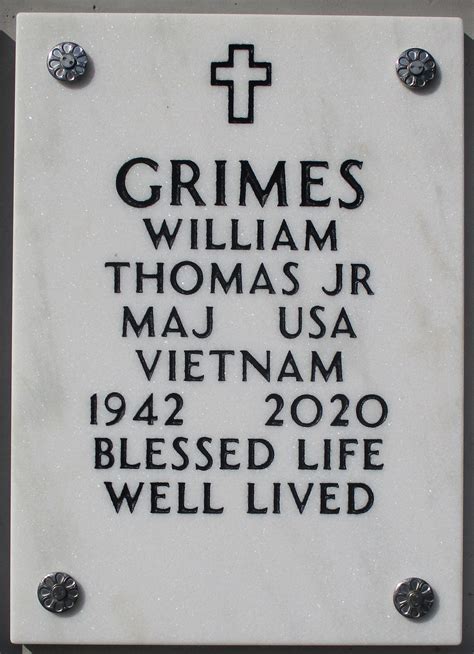 GRIMES
WILLIAM
THOMAS JR
MAJ USA
VIETNAM
1942 2020
BLESSED LIFE
WELL LIVED